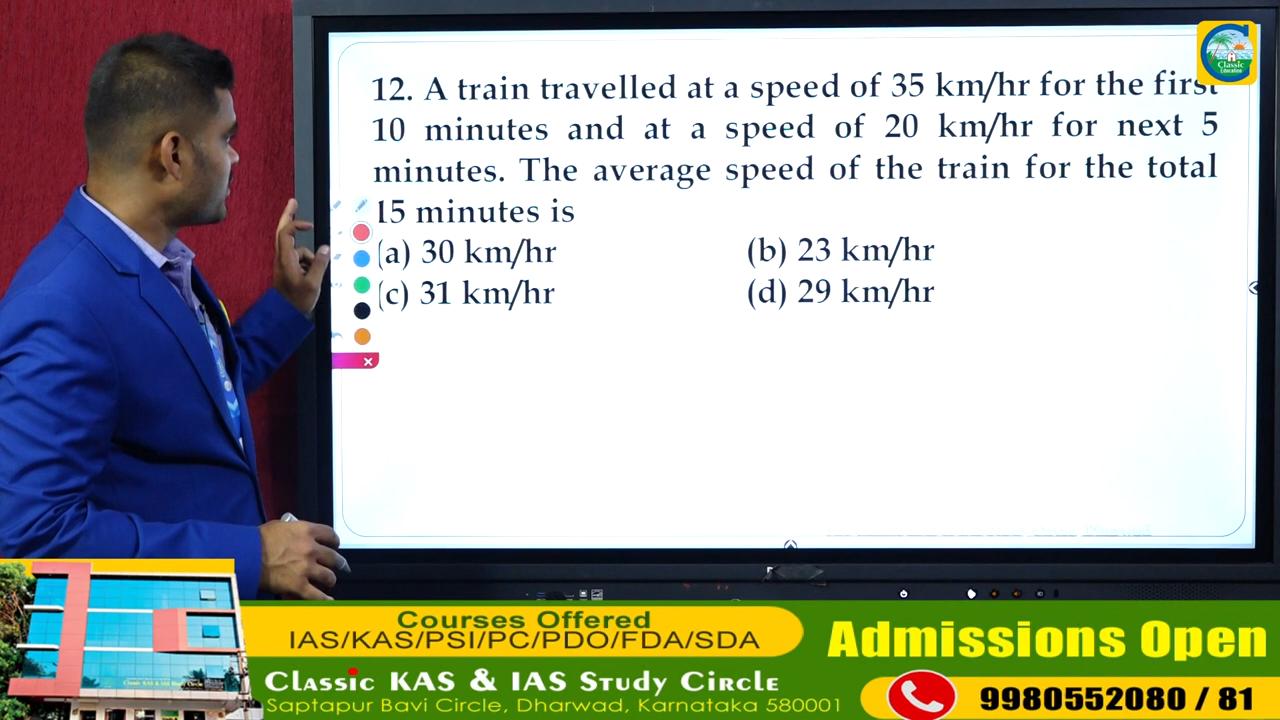 Classic
Education
12. A train travelled at a speed of 35 km/hr for the first
10 minutes and at a speed of 20 km/hr for next 5
minutes. The average speed of the train for the total
15 minutes is
(a) 30 km/hr (b) 23 km/hr
(c) 31 km/hr (d) 29 km/hr
Courses Offered
IAS/KAS/PSI/PC/PDO/FDA/SDA
Classic KAS & IAS Study Circle
Saptapur Bavi Circle, Dharwad, Karnataka 580001
Admissions Open
9980552080 / 81